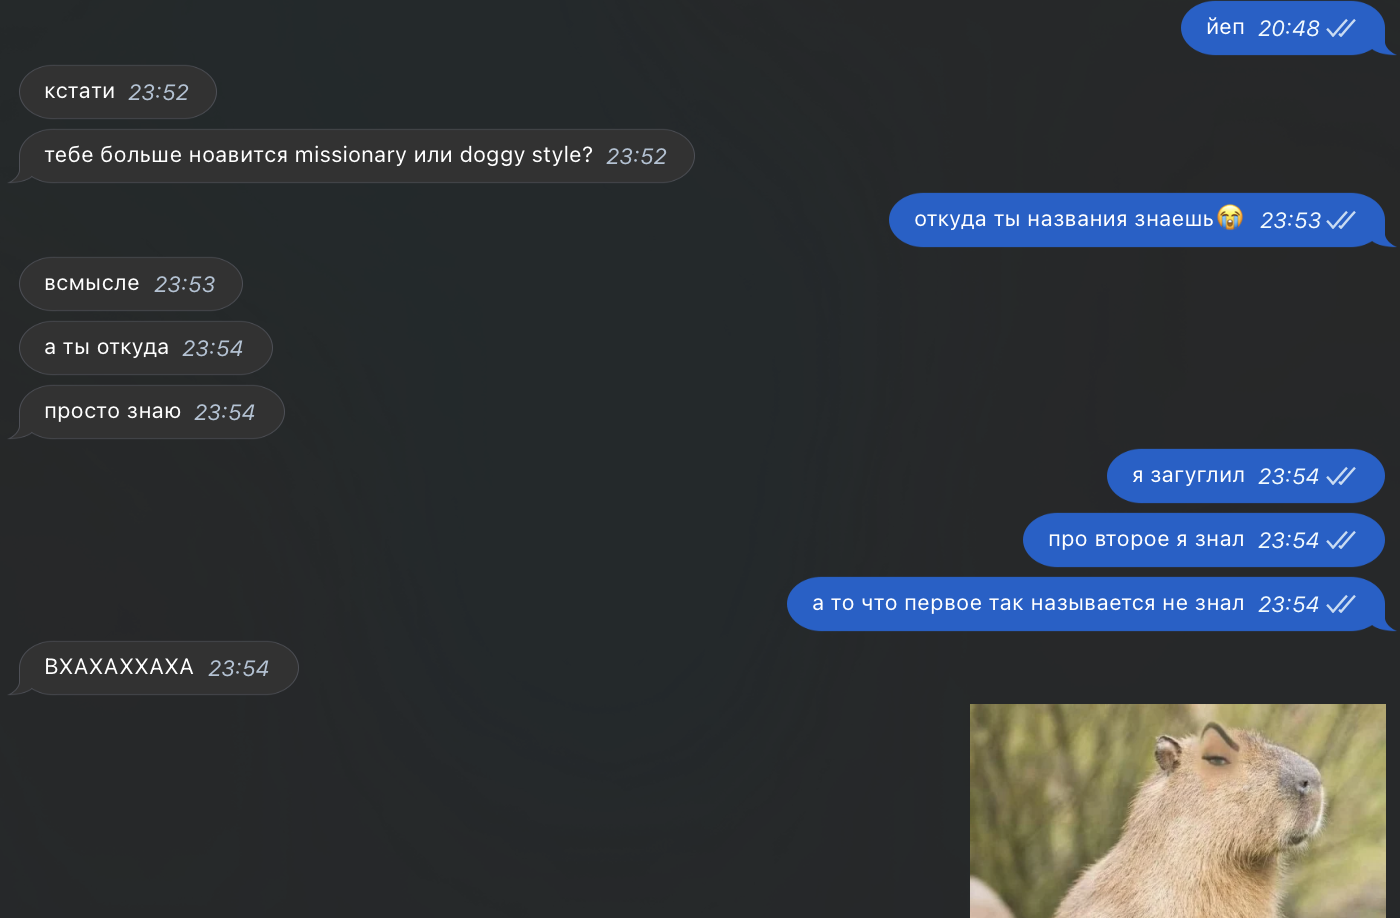 йеп 20:48
кстати 23:52
тебе больше ноавится missionary или doggy style? 23:52
откуда ты названия знаешь😭 23:53
всмысле 23:53
а ты откуда 23:54
просто знаю 23:54
я загуглил 23:54
про второе я знал 23:54
а то что первое так называется не знал 23:54
ВХАХАХХАХА 23:54